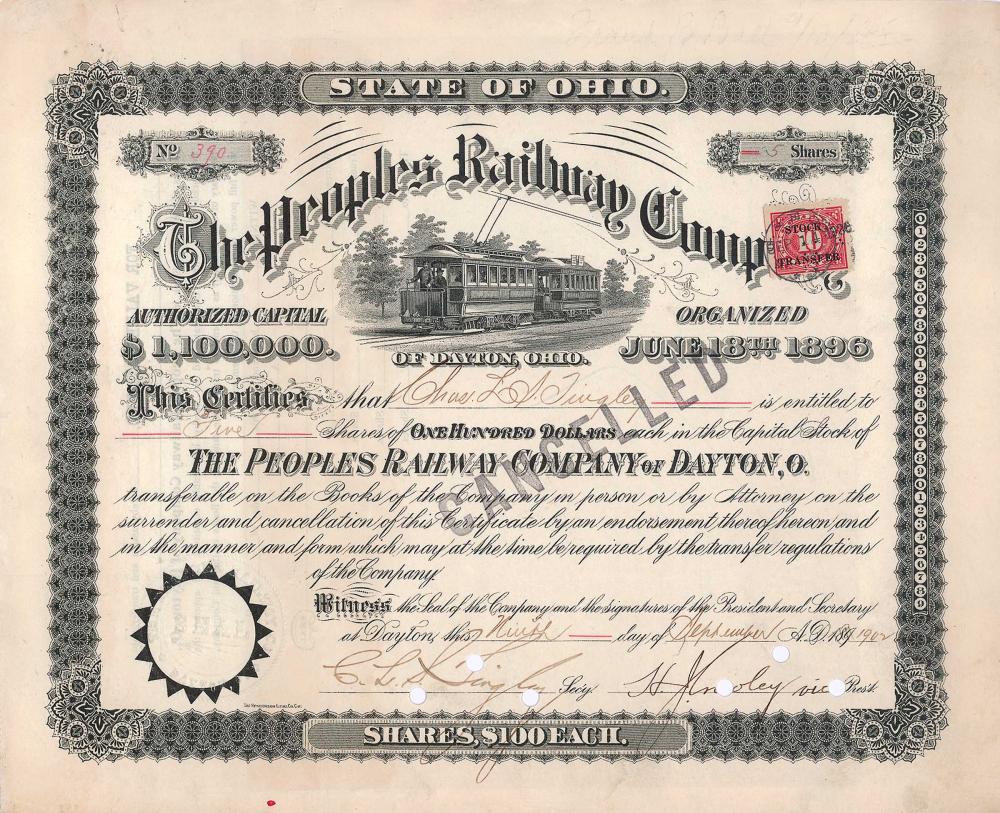 STATE OF OHIO.
No 390
5 Shares
The Peoples Railway Comp
STOCK
10
TRANSFER
AUTHORIZED CAPITAL
$1,100,000.
ORGANIZED
JUNE 18TH 1896
OF DAYTON, OHIO.
This Certifies that Chas. L. S. Tingley is entitled to
Five Shares of ONE HUNDRED DOLLARS each in the Capital Stock of
THE PEOPLES RAILWAY COMPANY OF DAYTON, O.
transferable on the Books of the Company in person or by Attorney on the
surrender and cancellation of this Certificate by an endorsement thereof hereon and
in the manner and form which may at the time be required by the transfer regulations
of the Company.
CANCELLED
Witness the Seal of the Company and the signatures of the President and Secretary
at Dayton, this Ninth day of September A.D. 189 1902
C. L. S. Tingley Secy. vice Prest.
SHARES, $100 EACH.
0123456789012345678901234567890123456789